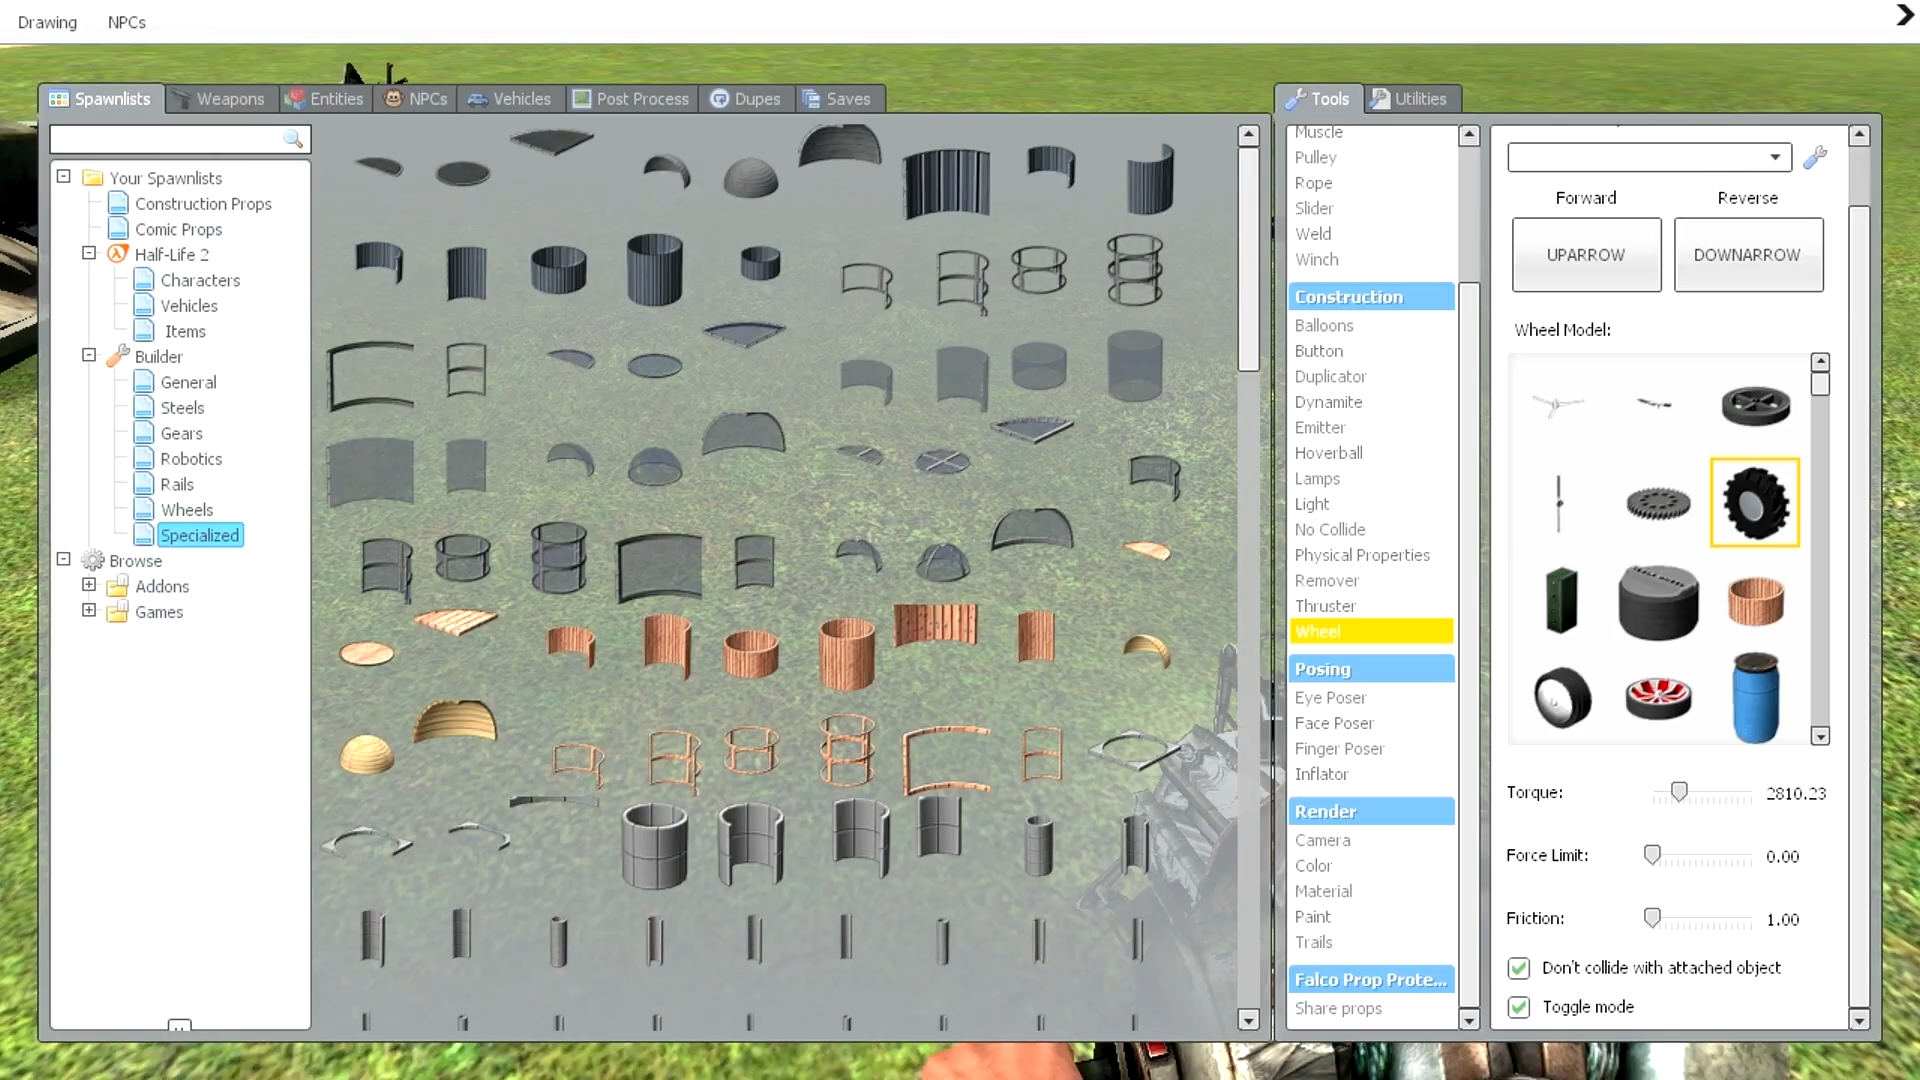 Drawing NPCs
Spawnlists Weapons Entities NPCs Vehicles Post Process Dupes Saves
Your Spawnlists
Construction Props
Comic Props
Half-Life 2
Characters
Vehicles
Items
Builder
General
Steels
Gears
Robotics
Rails
Wheels
Specialized
Browse
Addons
Games
Tools Utilities
Muscle
Pulley
Rope
Slider
Weld
Winch
Construction
Balloons
Button
Duplicator
Dynamite
Emitter
Hoverball
Lamps
Light
No Collide
Physical Properties
Remover
Thruster
Wheel
Posing
Eye Poser
Face Poser
Finger Poser
Inflator
Render
Camera
Color
Material
Paint
Trails
Falco Prop Prote...
Share props
Forward Reverse
UPARROW DOWNARROW
Wheel Model:
Torque: 2810.23
Force Limit: 0.00
Friction: 1.00
Don't collide with attached object
Toggle mode